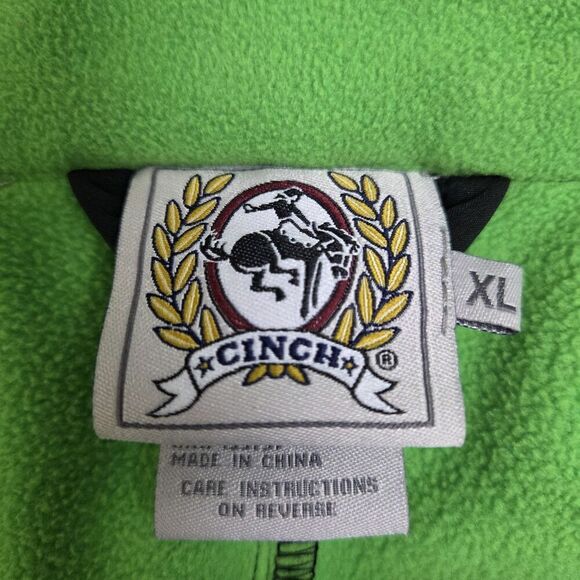 CINCH
®
XL
MADE IN CHINA
CARE INSTRUCTIONS
ON REVERSE